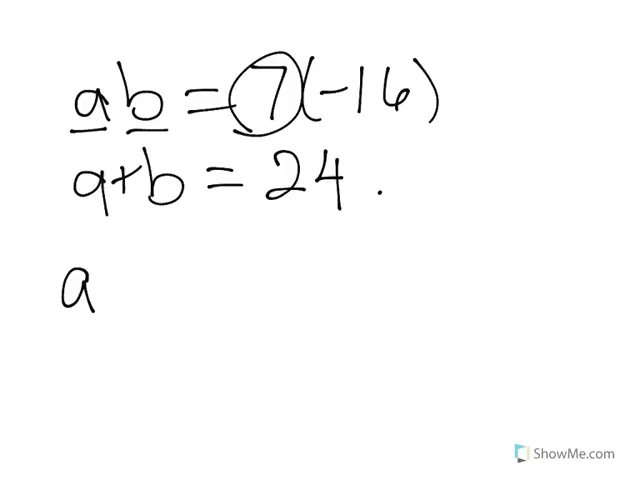 ab = 7(-16)
a+b = 24.
a
ShowMe.com